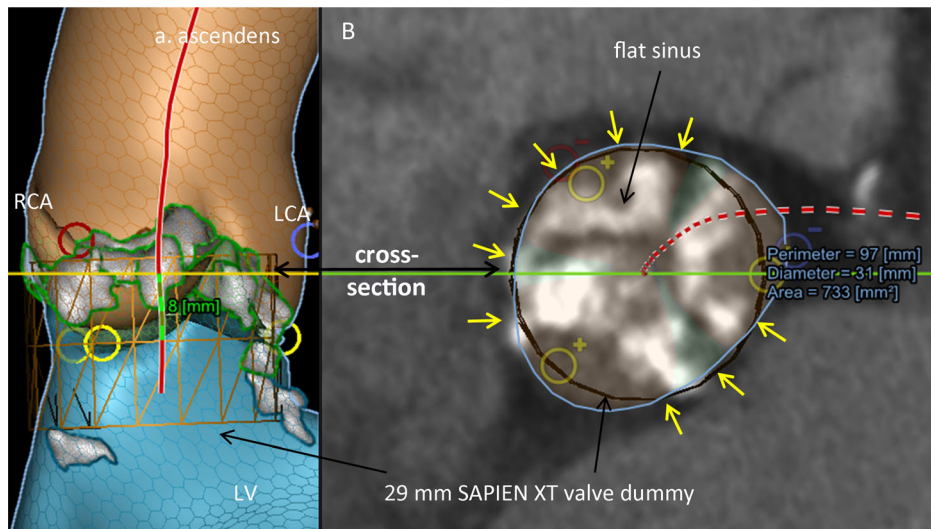 a. ascendens
B
flat sinus
RCA
LCA
cross-
section
Perimeter = 97 [mm]
Diameter = 31 [mm]
Area = 733 [mm²]
8 [mm]
LV
29 mm SAPIEN XT valve dummy